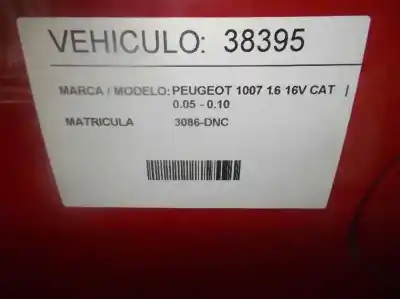 VEHICULO: 38395
MARCA / MODELO: PEUGEOT 1007 1.6 16V CAT |
0.05 - 0.10
MATRICULA 3086-DNC